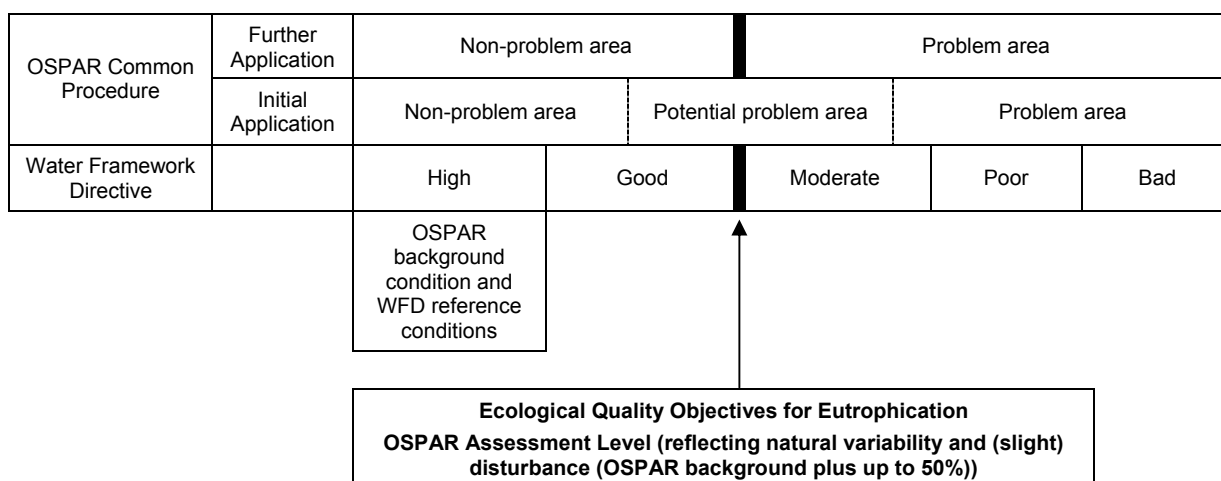 OSPAR Common
Procedure
Further
Application
Non-problem area
Problem area
Initial
Application
Non-problem area
Potential problem area
Problem area
Water Framework
Directive
High
Good
Moderate
Poor
Bad
OSPAR
background
condition and
WFD reference
conditions
Ecological Quality Objectives for Eutrophication
OSPAR Assessment Level (reflecting natural variability and (slight)
disturbance (OSPAR background plus up to 50%))